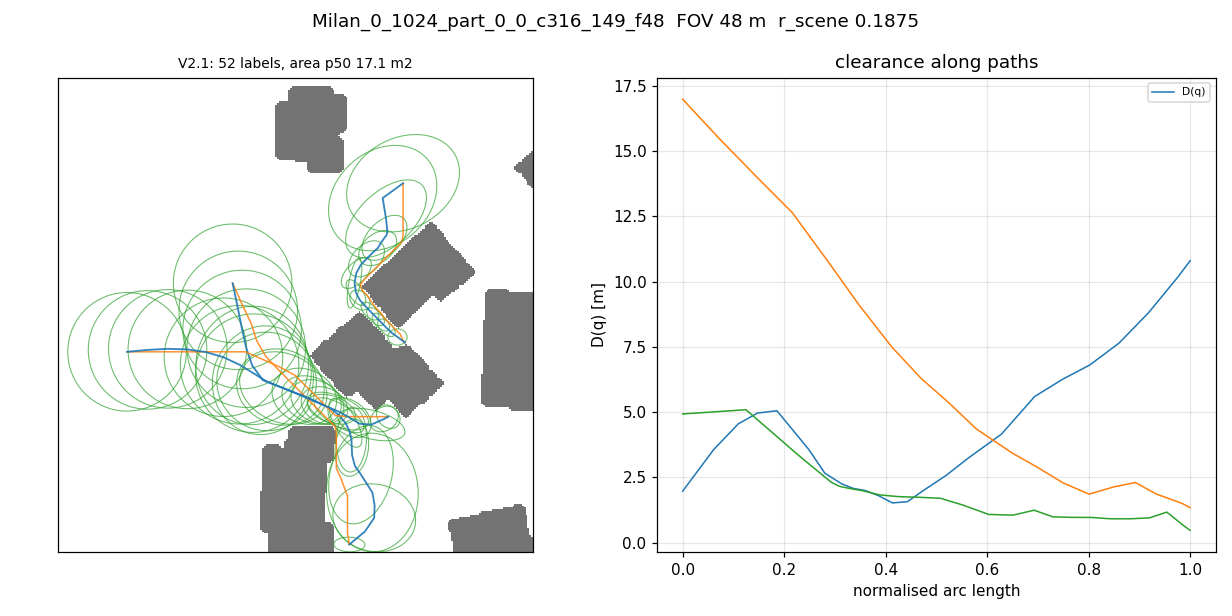 Milan_0_1024_part_0_0_c316_149_f48 FOV 48 m r_scene 0.1875
V2.1: 52 labels, area p50 17.1 m2
clearance along paths
D(q)
17.5
15.0
12.5
10.0
7.5
5.0
2.5
0.0
D(q) [m]
0.0 0.2 0.4 0.6 0.8 1.0
normalised arc length